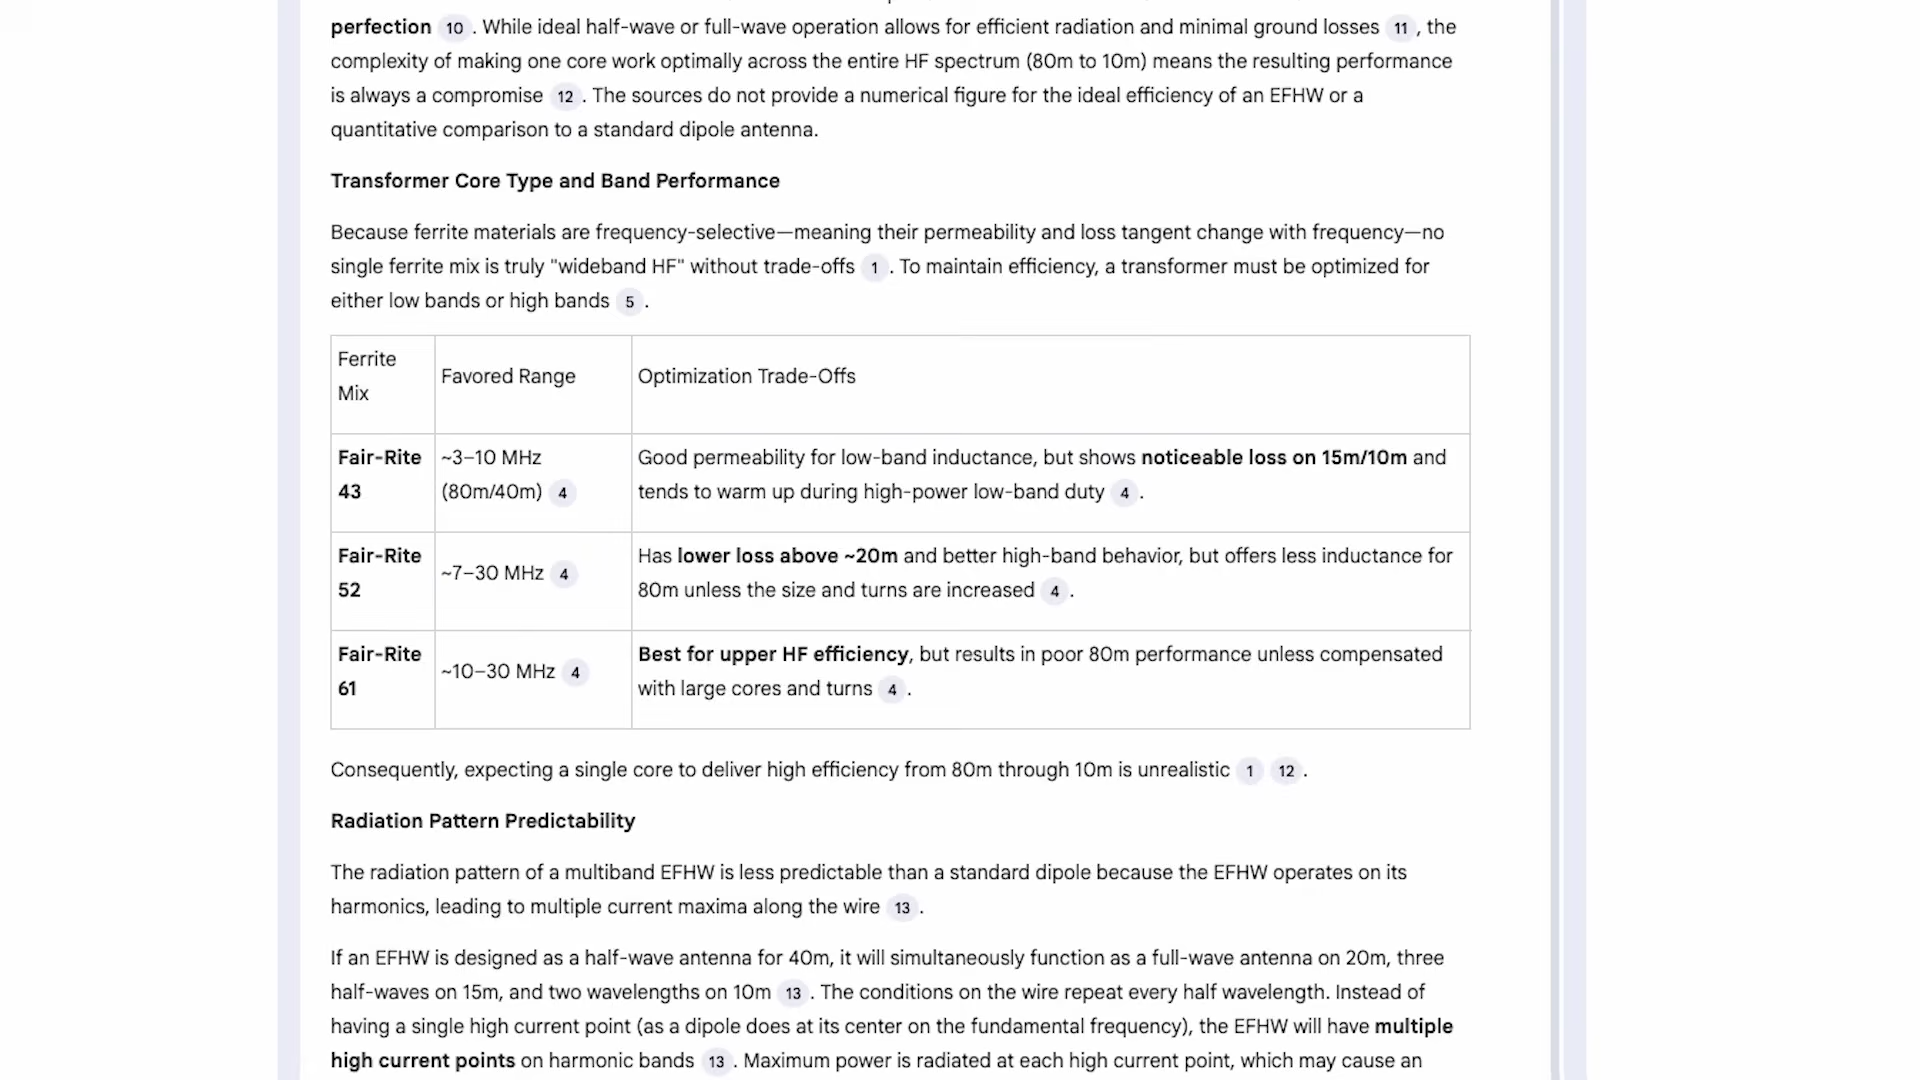 perfection 10 . While ideal half-wave or full-wave operation allows for efficient radiation and minimal ground losses 11 , the
complexity of making one core work optimally across the entire HF spectrum (80m to 10m) means the resulting performance
is always a compromise 12 . The sources do not provide a numerical figure for the ideal efficiency of an EFHW or a
quantitative comparison to a standard dipole antenna.
Transformer Core Type and Band Performance
Because ferrite materials are frequency-selective—meaning their permeability and loss tangent change with frequency—no
single ferrite mix is truly "wideband HF" without trade-offs 1 . To maintain efficiency, a transformer must be optimized for
either low bands or high bands 5 .
Ferrite
Mix
Favored Range
Optimization Trade-Offs
Fair-Rite
43
~3–10 MHz
(80m/40m) 4
Good permeability for low-band inductance, but shows noticeable loss on 15m/10m and
tends to warm up during high-power low-band duty 4 .
Fair-Rite
52
~7–30 MHz 4
Has lower loss above ~20m and better high-band behavior, but offers less inductance for
80m unless the size and turns are increased 4 .
Fair-Rite
61
~10–30 MHz 4
Best for upper HF efficiency, but results in poor 80m performance unless compensated
with large cores and turns 4 .
Consequently, expecting a single core to deliver high efficiency from 80m through 10m is unrealistic 1 12 .
Radiation Pattern Predictability
The radiation pattern of a multiband EFHW is less predictable than a standard dipole because the EFHW operates on its
harmonics, leading to multiple current maxima along the wire 13 .
If an EFHW is designed as a half-wave antenna for 40m, it will simultaneously function as a full-wave antenna on 20m, three
half-waves on 15m, and two wavelengths on 10m 13 . The conditions on the wire repeat every half wavelength. Instead of
having a single high current point (as a dipole does at its center on the fundamental frequency), the EFHW will have multiple
high current points on harmonic bands 13 . Maximum power is radiated at each high current point, which may cause an